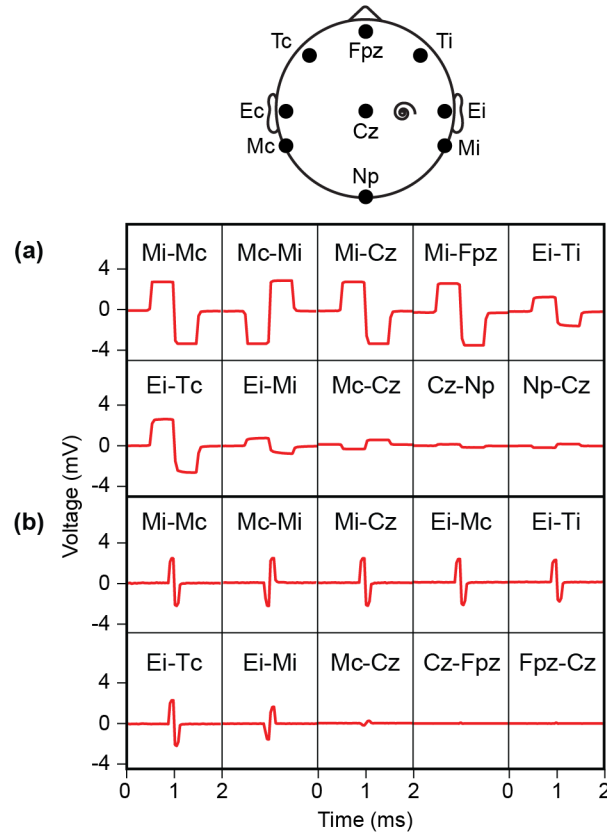 Tc Fpz Ti
Ec Cz Ei
Mc Mi
Np
(a)
Mi-Mc Mc-Mi Mi-Cz Mi-Fpz Ei-Ti
4
0
-4
Ei-Tc Ei-Mi Mc-Cz Cz-Np Np-Cz
4
0
-4
Voltage (mV)
(b)
Mi-Mc Mc-Mi Mi-Cz Ei-Mc Ei-Ti
4
0
-4
Ei-Tc Ei-Mi Mc-Cz Cz-Fpz Fpz-Cz
4
0
-4
0 1 2 0 1 2 0 2
Time (ms)